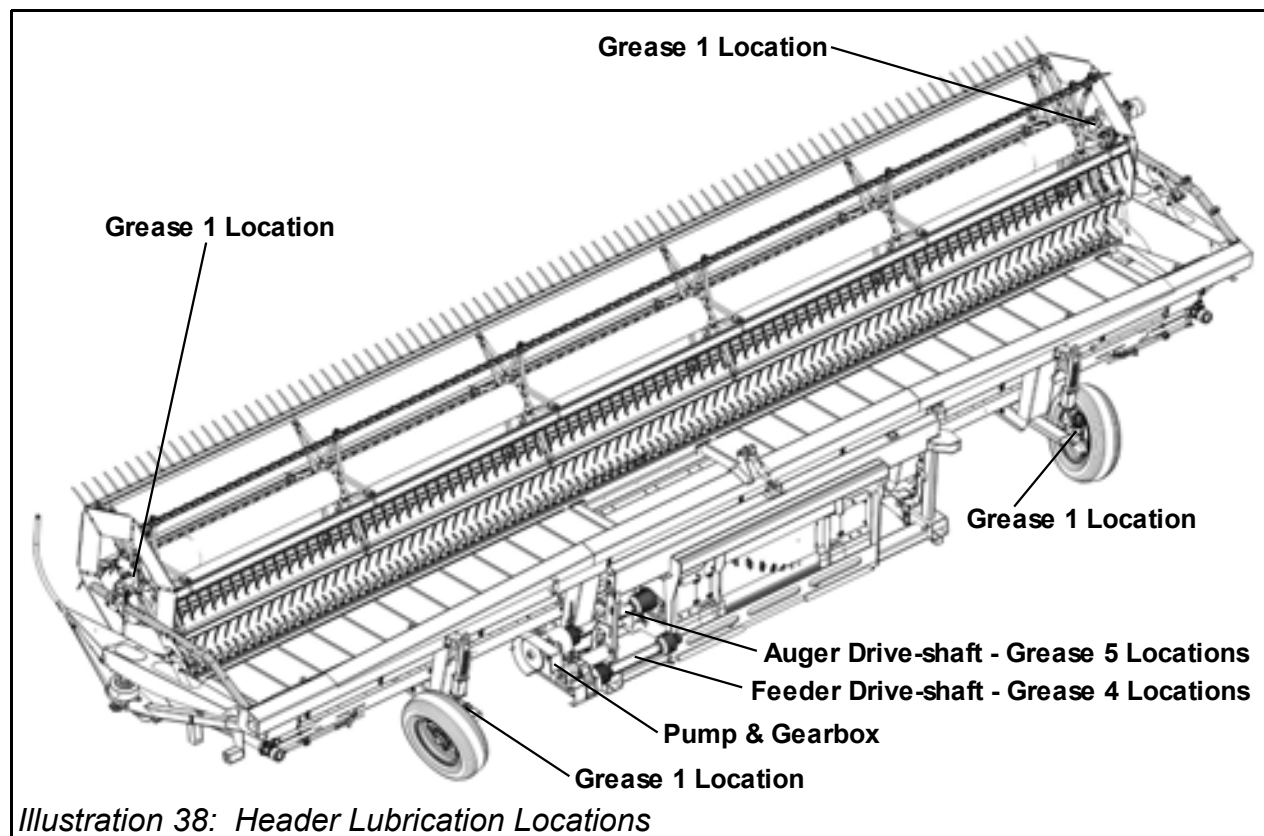 Grease 1 Location
Grease 1 Location
Grease 1 Location
Auger Drive-shaft - Grease 5 Locations
Feeder Drive-shaft - Grease 4 Locations
Pump & Gearbox
Grease 1 Location
Illustration 38:  Header Lubrication Locations